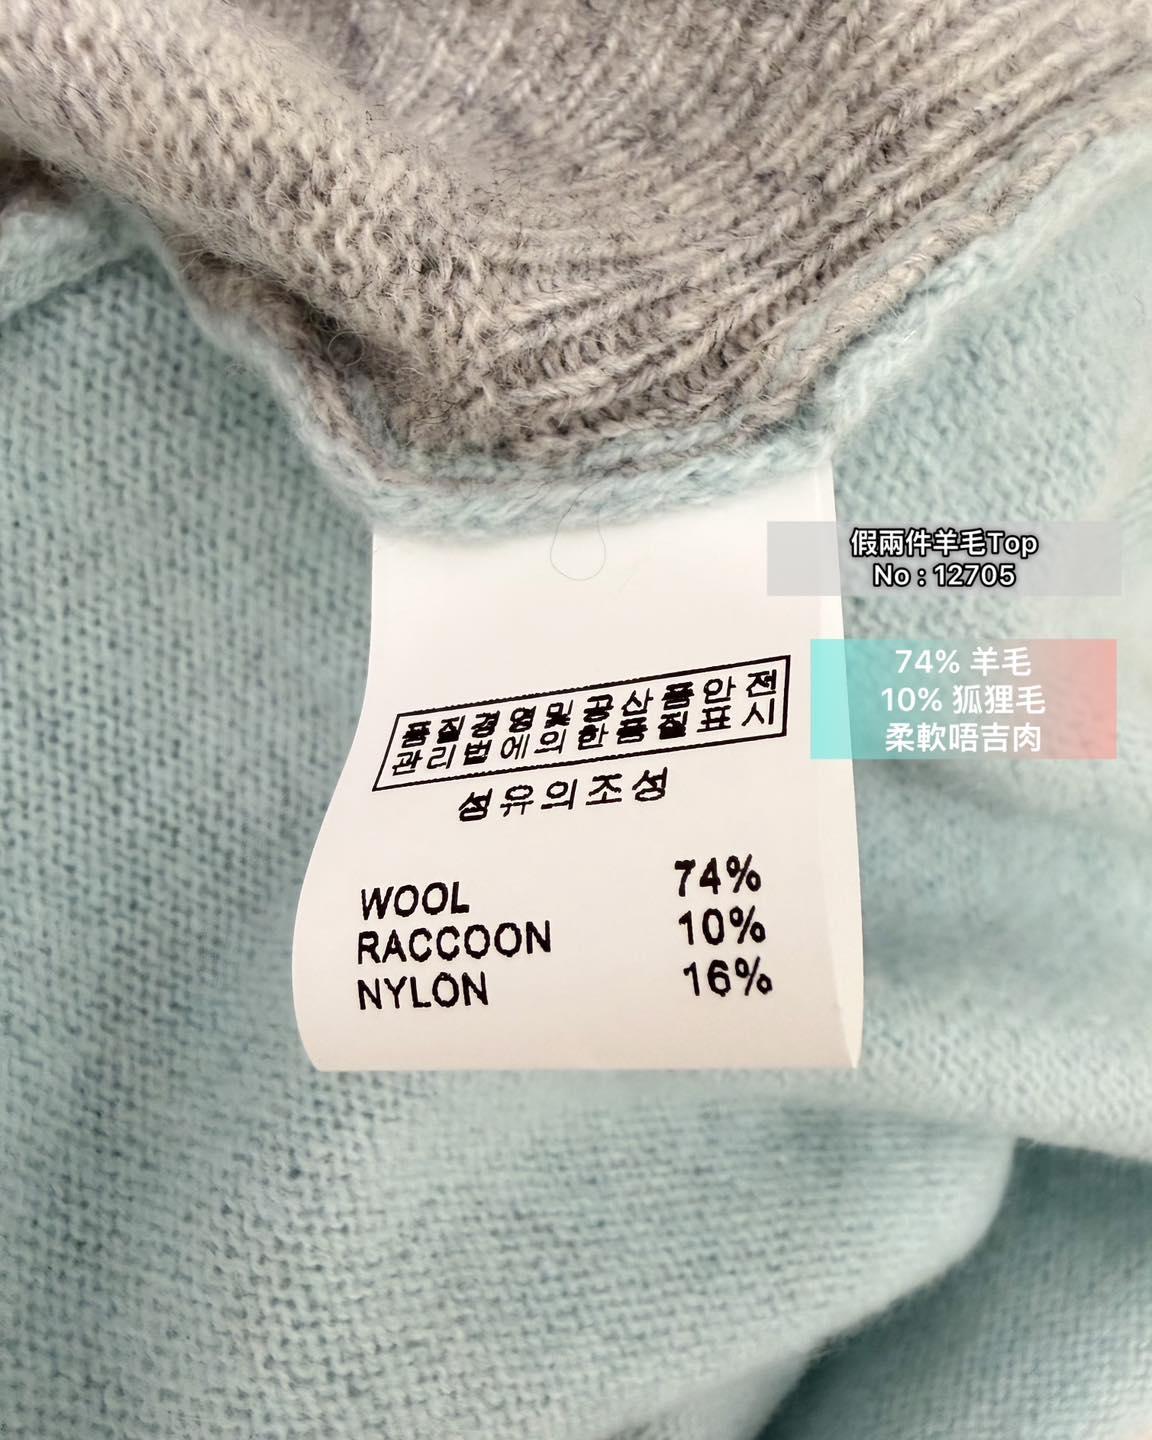 假兩件羊毛Top
No : 12705
74% 羊毛
10% 狐狸毛
柔軟唔吉肉
품질경영및공산품안전
관리법에의한품질표시
섬유의조성
WOOL 74%
RACCOON 10%
NYLON 16%